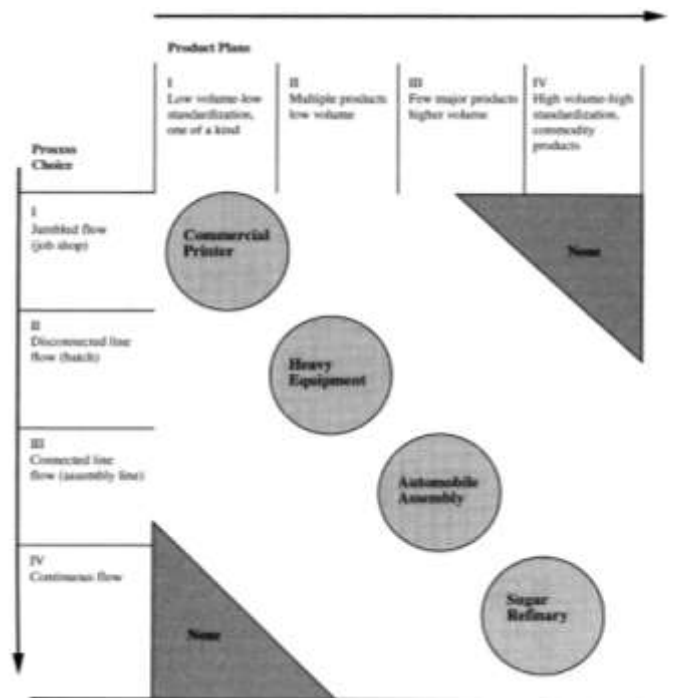 Product Plans
I
Low volume-low
standardization,
one of a kind
II
Multiple products
low volume
III
Few major products
higher volume
IV
High volume-high
standardization,
commodity
products
Process
Choice
I
Jumbled flow
(job shop)
II
Disconnected line
flow (batch)
III
Connected line
flow (assembly line)
IV
Continuous flow
Commercial
Printer
None
Heavy
Equipment
Automobile
Assembly
Sugar
Refinary
None